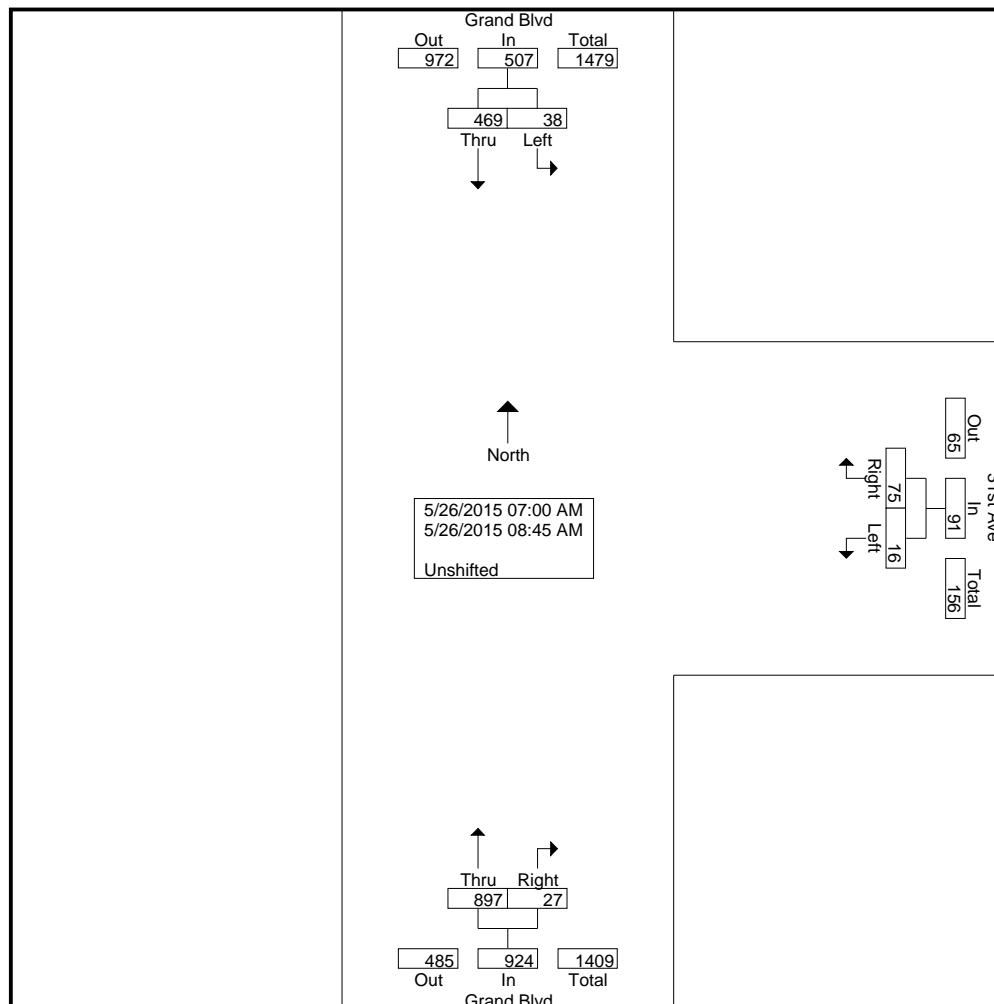 Grand Blvd
Out In Total
972 507 1479
469 38
Thru Left
North
5/26/2015 07:00 AM
5/26/2015 08:45 AM
Unshifted
Out In Total
65 91 156
Right Left
75 16
Ave
Thru Right
897 27
485 924 1409
Out In Total
Grand Blvd